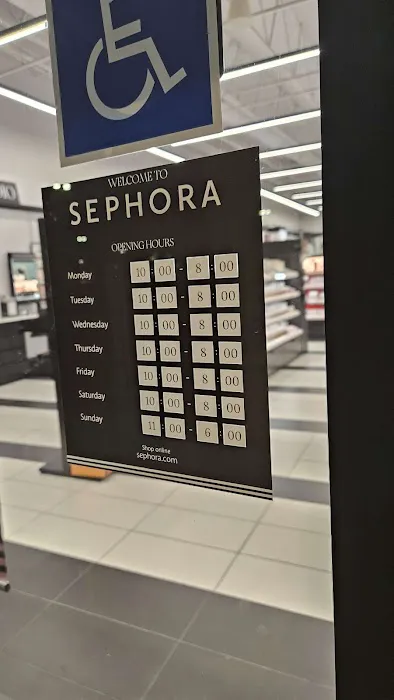 WELCOME TO
SEPHORA
OPENING HOURS
Monday 10:00 - 8:00
Tuesday 10:00 - 8:00
Wednesday 10:00 - 8:00
Thursday 10:00 - 8:00
Friday 10:00 - 8:00
Saturday 10:00 - 8:00
Sunday 11:00 - 6:00
Shop online
sephora.com